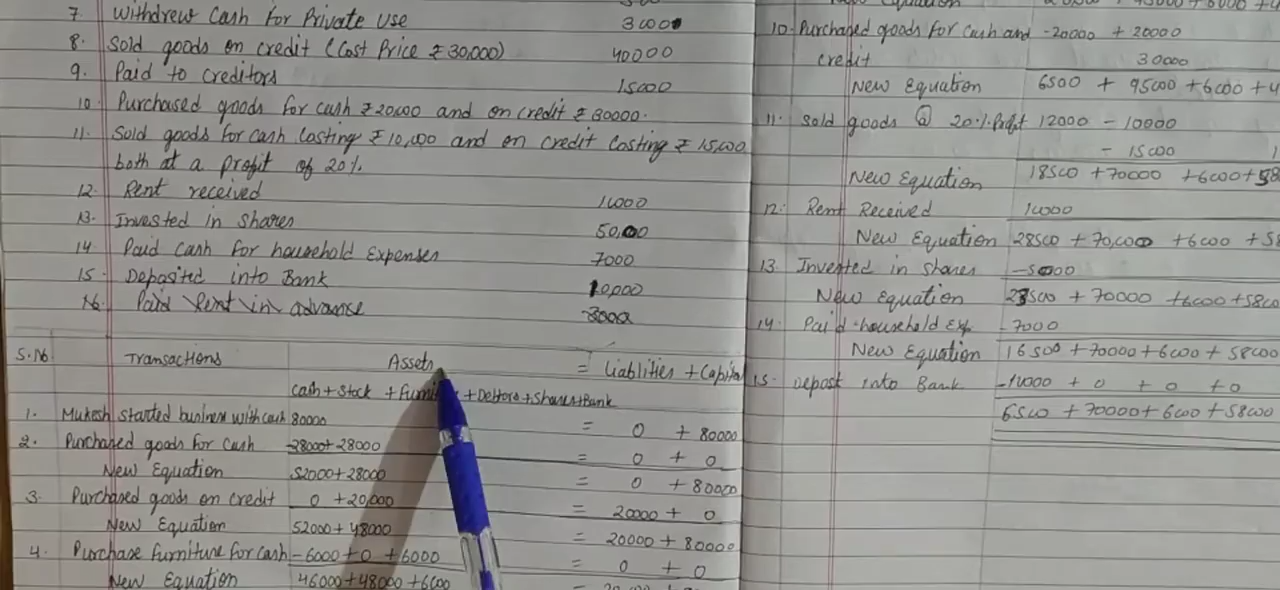 7. Withdrew Cash for Private Use 3000
8. Sold goods on credit (Cost Price ₹ 30,000) 40000
9. Paid to creditors 15000
10. Purchased goods for cash ₹ 20,000 and on credit ₹ 30000.
11. Sold goods for cash Costing ₹ 10,000 and on credit Costing ₹ 15,000
both at a profit of 20%.
12. Rent received 10000
13. Invested in shares 5000
14 Paid Cash for household Expenses 7000
15. Deposited into Bank 10,000
16. Paid Rent in advance 3000
S.No Transactions Assets = Liablities + Capital
Cash + Stock + Furni + Debtors + Shares + Bank
1. Mukesh started business with cash 80000 = 0 + 80000
2. Purchased goods for Cash -28000 + 28000 = 0 + 0
New Equation 52000 + 28000 = 0 + 80000
3. Purchased goods on credit 0 + 20,000 = 20000 + 0
New Equation 52000 + 48000 = 20000 + 80000
4. Purchase furniture for cash -6000 + 0 + 6000 = 0 + 0
New Equation 46000 + 48000 + 6000
10. Purchased goods for Cash and -20000 + 20000
credit 30000
New Equation 6500 + 95000 + 6000 + 4
11. Sold goods @ 20% Profit 12000 - 10000
- 15000 1
New Equation 18500 + 70000 + 6000 + 58
12. Rent Received 10000
New Equation 28500 + 70,000 + 6000 + 58
13. Invested in shares -5000
New Equation 23500 + 70000 + 6000 + 5800
14. Paid household Exp. -7000
New Equation 16500 + 70000 + 6000 + 58000
15. Deposit into Bank -10000 + 0 + 0 + 0
6500 + 70000 + 6000 + 58000